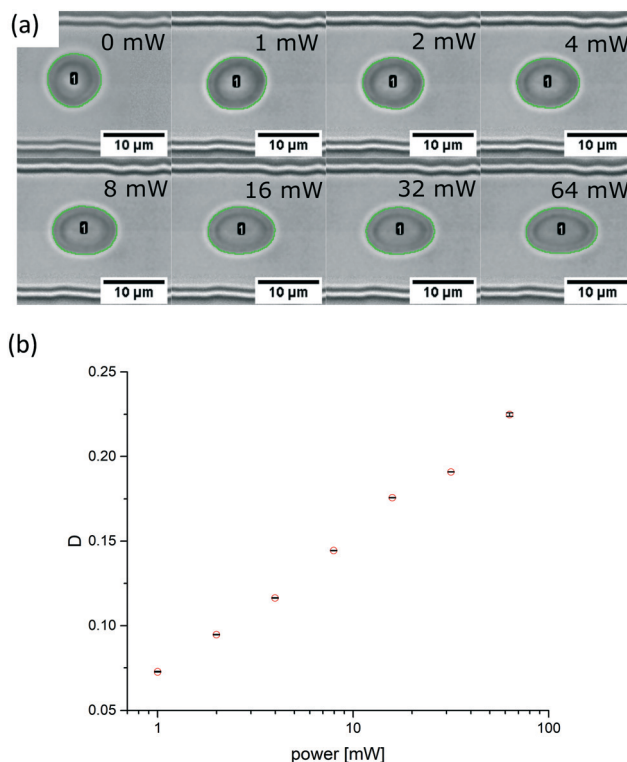 (a)
0 mW 1 mW 2 mW 4 mW
1 1 1 1
10 µm 10 µm 10 µm 10 µm
8 mW 16 mW 32 mW 64 mW
1 1 1 1
10 µm 10 µm 10 µm 10 µm
(b)
0.25
0.20
0.15
0.10
0.05
D
1 10 100
power [mW]